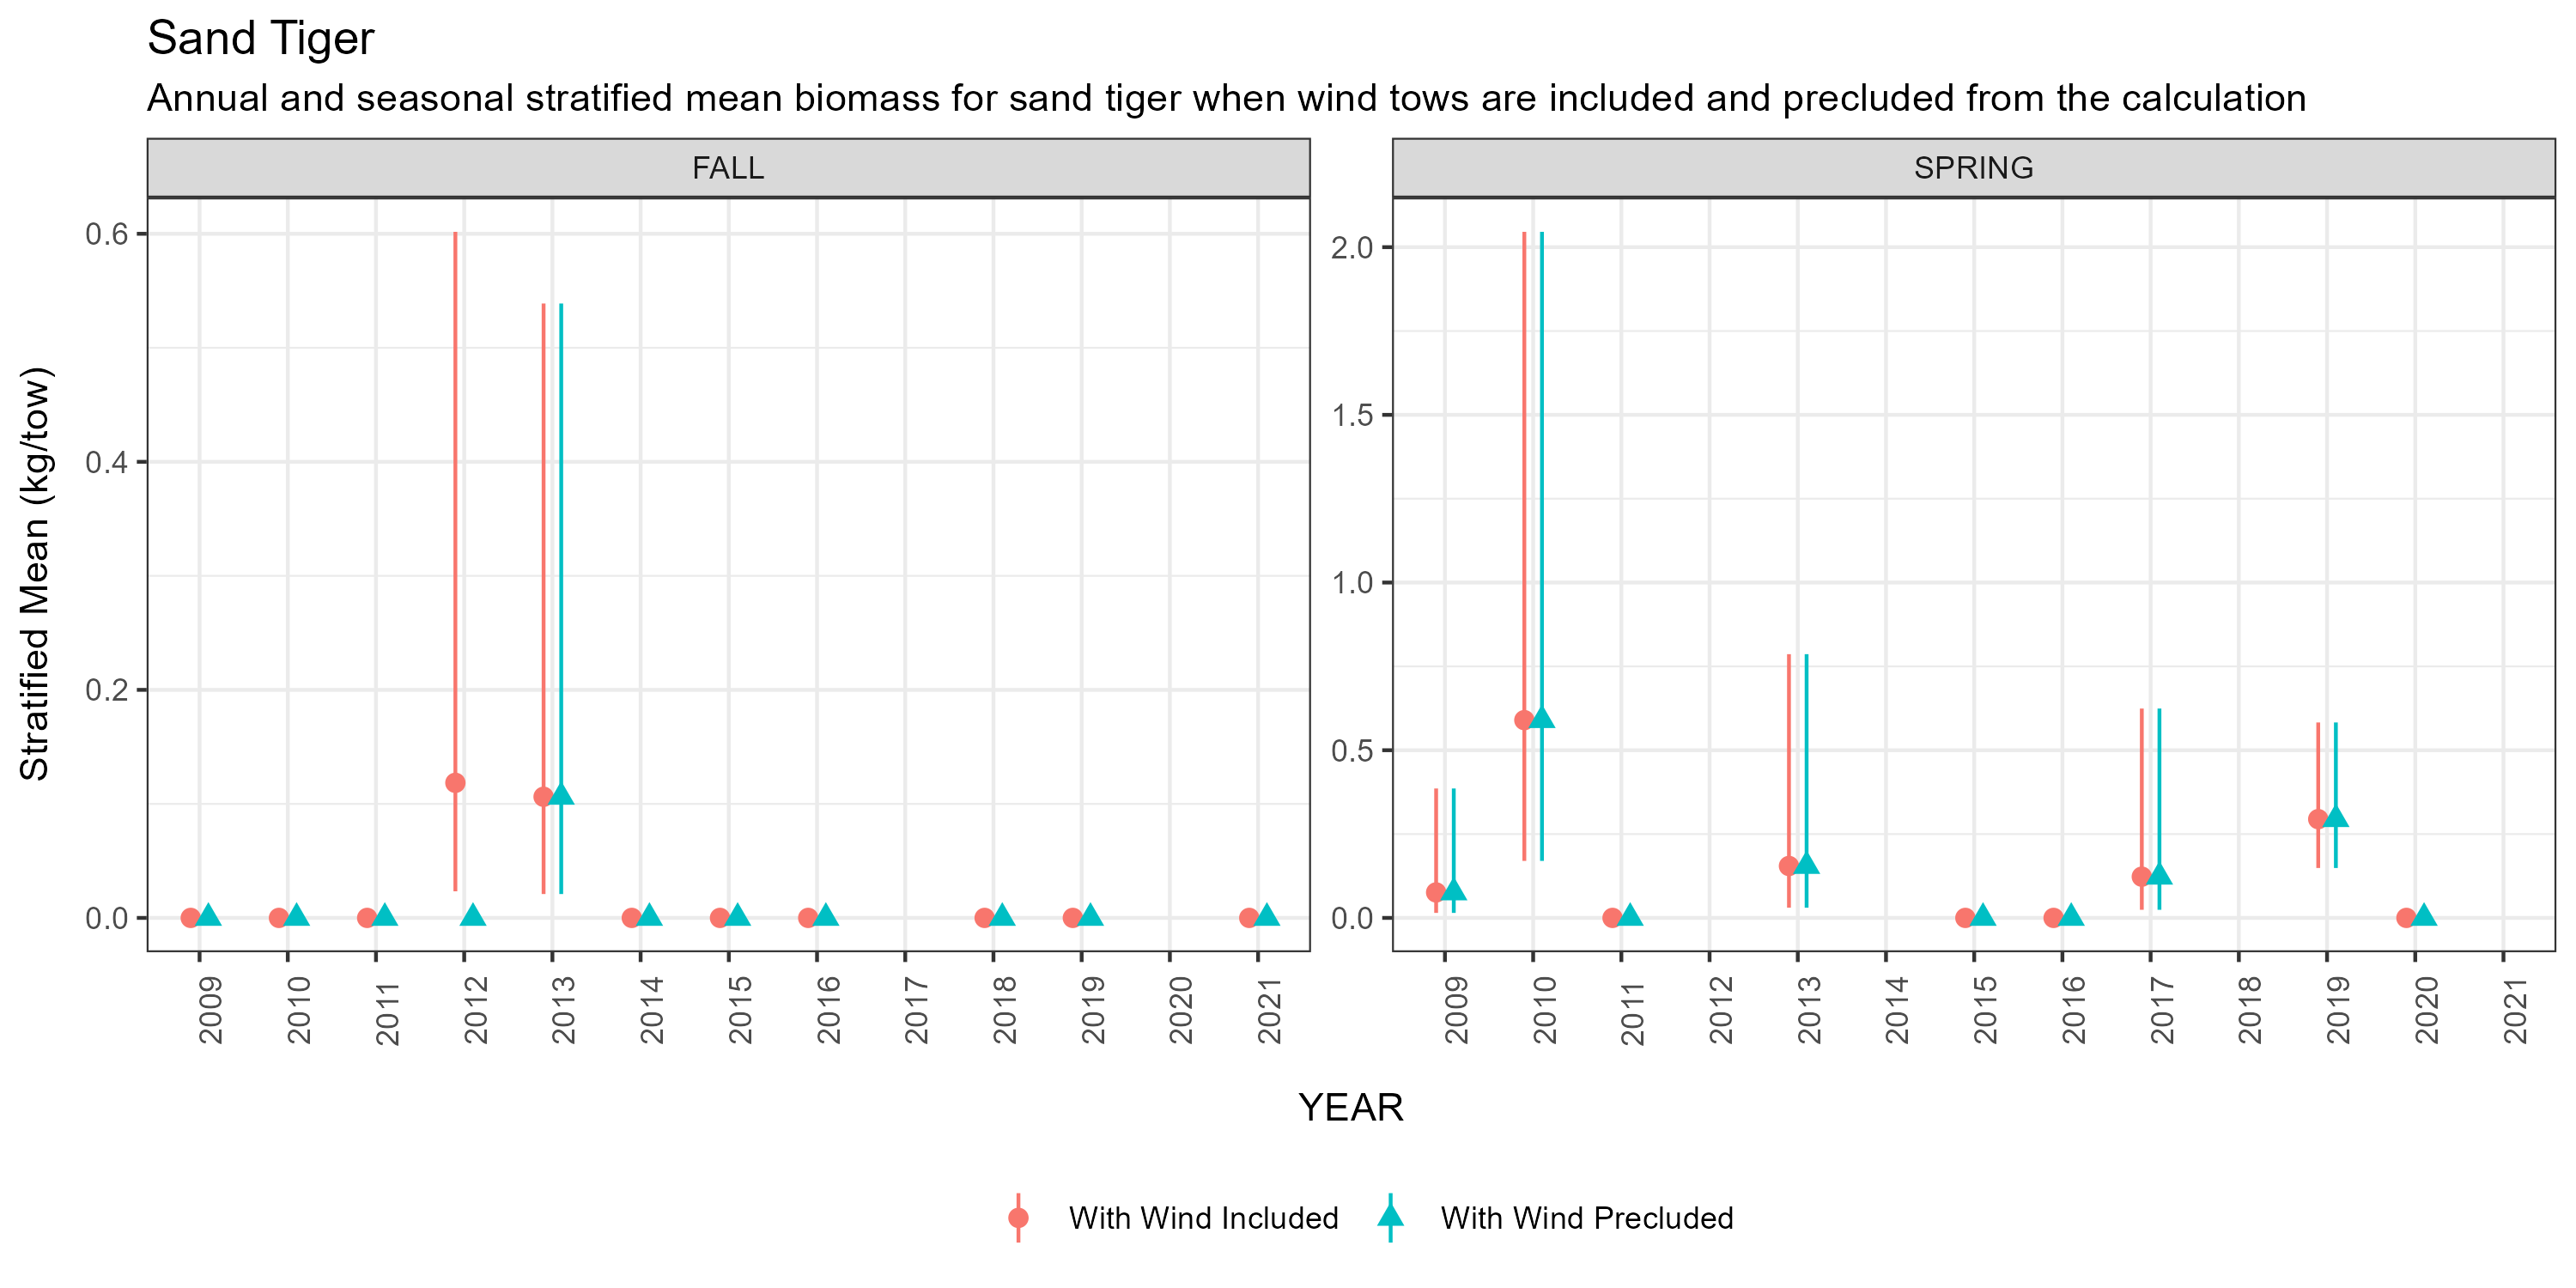 Sand Tiger
Annual and seasonal stratified mean biomass for sand tiger when wind tows are included and precluded from the calculation
FALL
SPRING
Stratified Mean (kg/tow)
0.6
0.4
0.2
0.0
2.0
1.5
1.0
0.5
0.0
2009 2010 2011 2012 2013 2014 2015 2016 2017 2018 2019 2020 2021
2009 2010 2011 2012 2013 2014 2015 2016 2017 2018 2019 2020 2021
YEAR
With Wind Included
With Wind Precluded